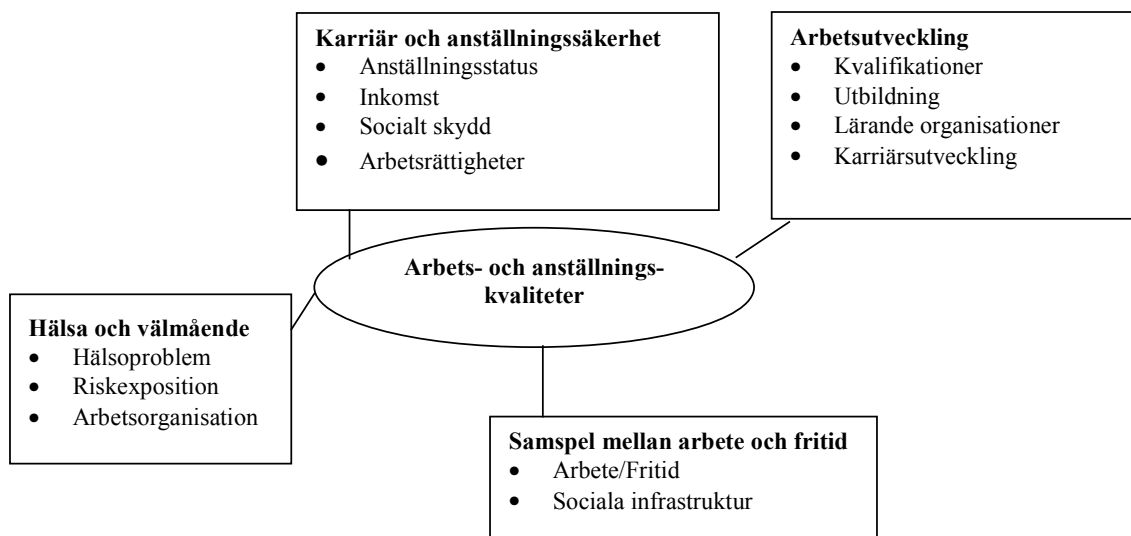 Karriär och anställningssäkerhet
• Anställningsstatus
• Inkomst
• Socialt skydd
• Arbetsrättigheter
Arbetsutveckling
• Kvalifikationer
• Utbildning
• Lärande organisationer
• Karriärsutveckling
Arbets- och anställnings-
kvaliteter
Hälsa och välmående
• Hälsoproblem
• Riskexposition
• Arbetsorganisation
Samspel mellan arbete och fritid
• Arbete/Fritid
• Sociala infrastruktur